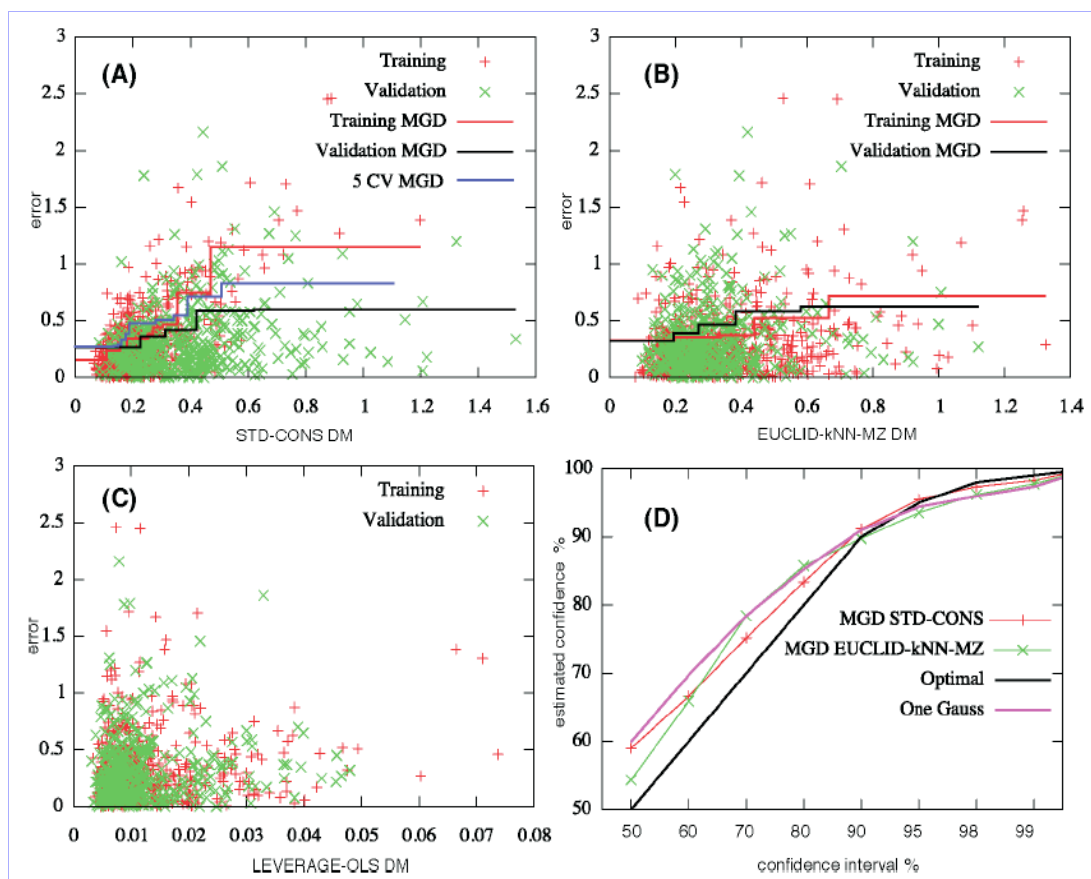 (A)
Training
Validation
Training MGD
Validation MGD
5 CV MGD
3
2.5
2
1.5
1
0.5
0
error
0 0.2 0.4 0.6 0.8 1 1.2 1.4 1.6
STD-CONS DM
(B)
Training
Validation
Training MGD
Validation MGD
3
2.5
2
1.5
1
0.5
0
error
0 0.2 0.4 0.6 0.8 1 1.2 1.4
EUCLID-kNN-MZ DM
(C)
Training
Validation
3
2.5
2
1.5
1
0.5
0
error
0 0.01 0.02 0.03 0.04 0.05 0.06 0.07 0.08
LEVERAGE-OLS DM
(D)
100
90
80
70
60
50
estimated confidence %
MGD STD-CONS
MGD EUCLID-kNN-MZ
Optimal
One Gauss
50 60 70 80 90 95 98 99
confidence interval %